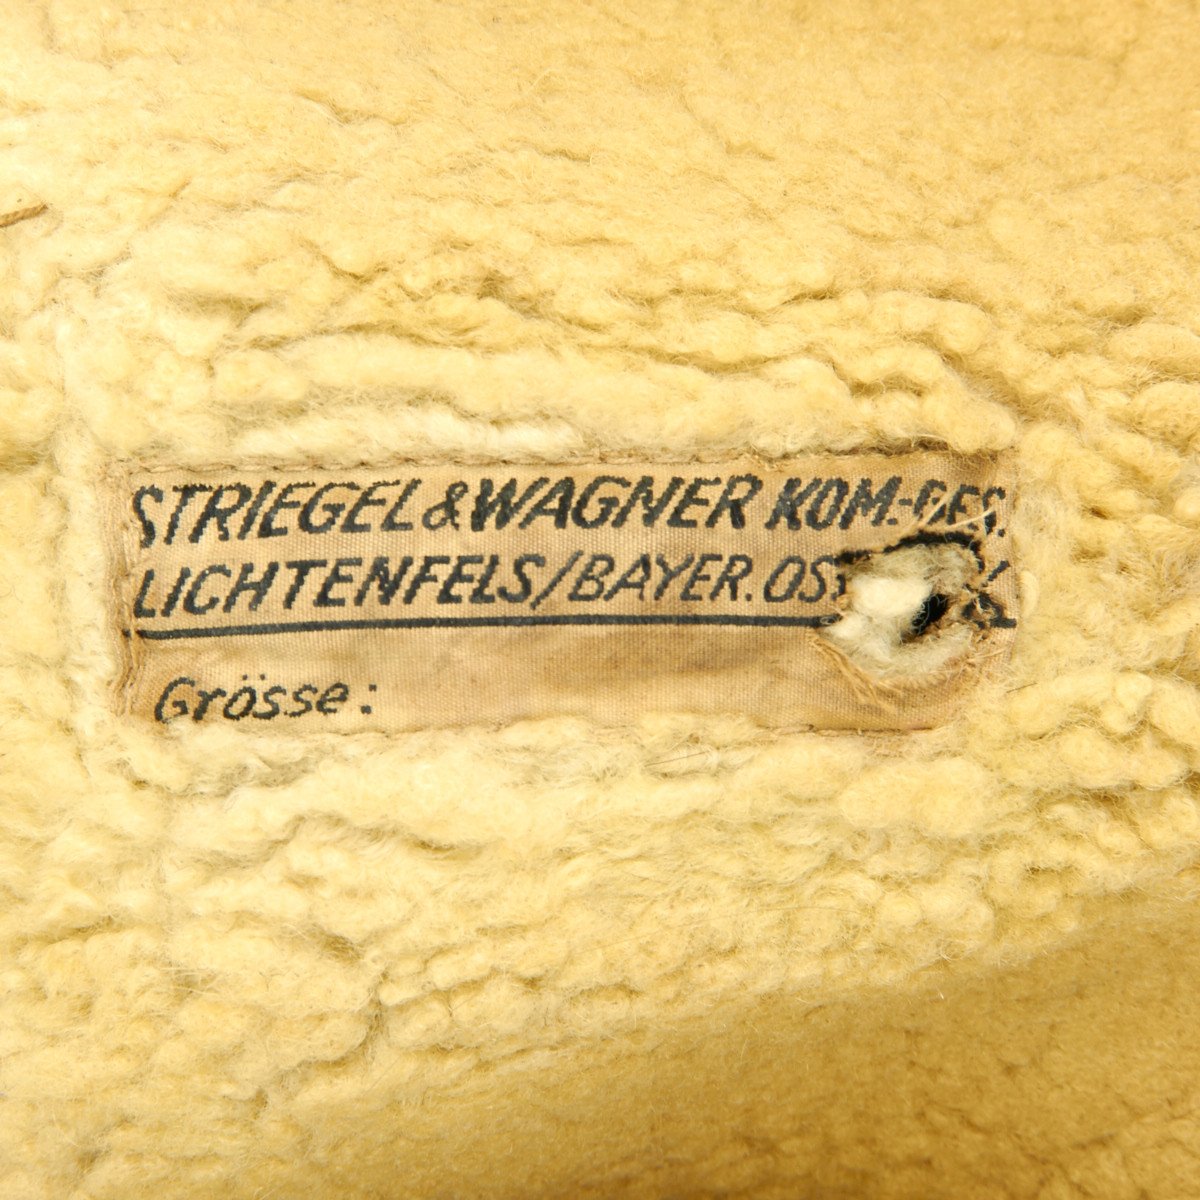 STRIEGEL & WAGNER KOM.-GES.
LICHTENFELS/BAYER.
Grösse: